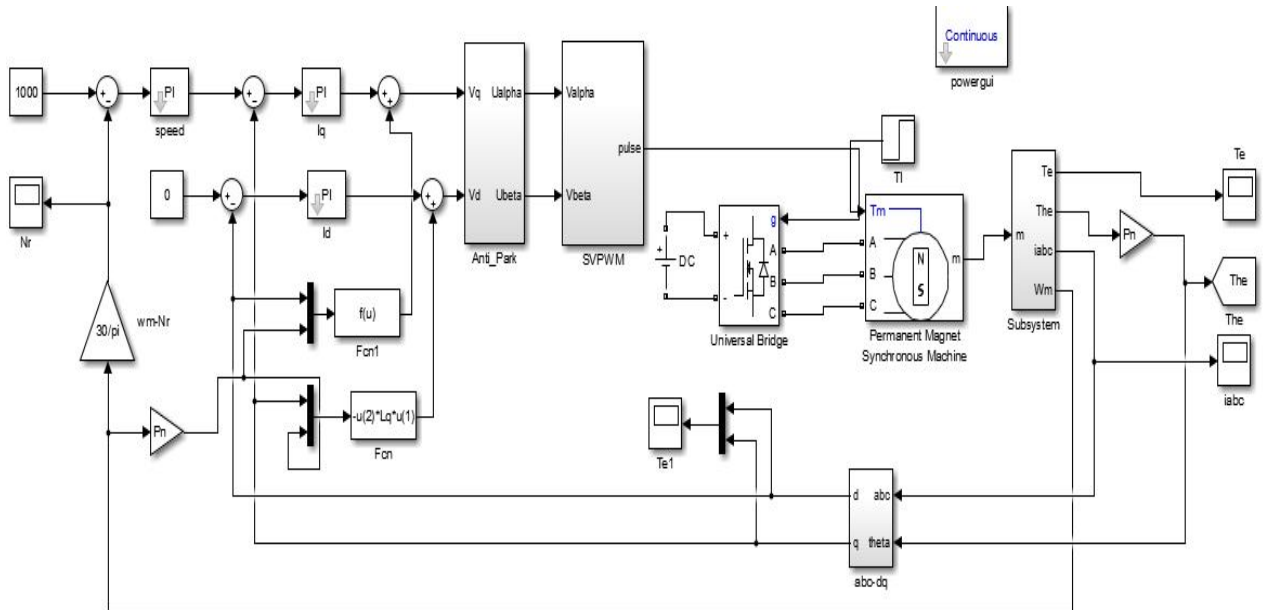 Continuous
powergui
1000
+
-
PI
speed
+
-
PI
Iq
+
+
Vq
Ualpha
Vd
Ubeta
Anti_Park
Valpha
pulse
Vbeta
SVPWM
Tl
Nr
0
+
-
PI
Id
+
+
+
DC
g
+
-
A
B
C
Universal Bridge
Tm
A
B
C
N
S
m
Permanent Magnet
Synchronous Machine
m
Te
The
iabc
Wm
Subsystem
Te
Pn
The
The
iabc
30/pi
wm-Nr
f(u)
Fcn1
Pn
-u(2)*Lq*u(1)
Fcn
Te1
d
abc
q
theta
abc-dq